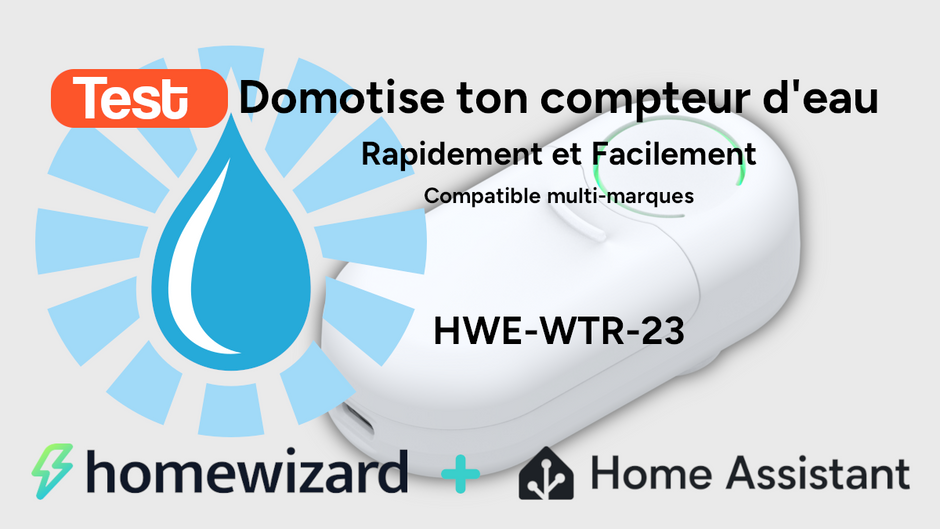 Test Domotise ton compteur d'eau
Rapidement et Facilement
Compatible multi-marques
HWE-WTR-23
homewizard + Home Assistant